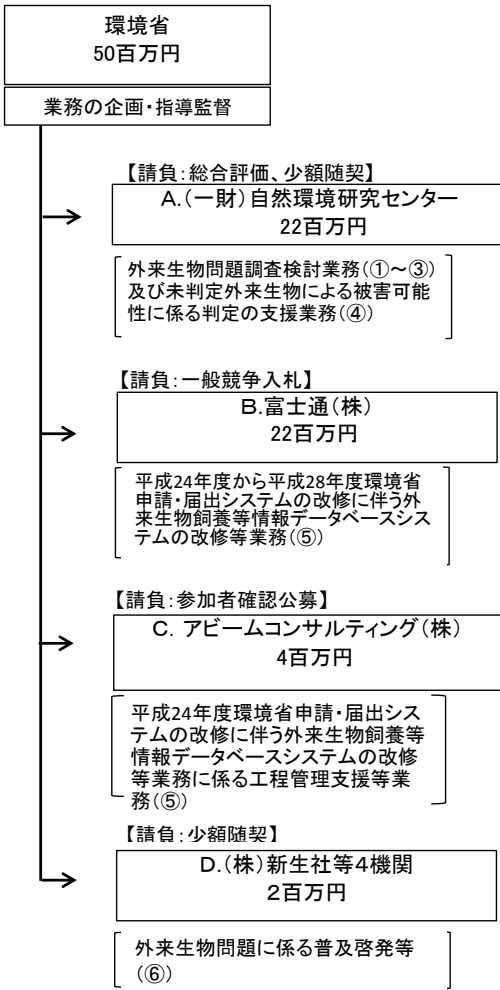 環境省
50百万円
業務の企画・指導監督
【請負：総合評価、少額随契】
A.（一財）自然環境研究センター
22百万円
外来生物問題調査検討業務（①～③）
及び未判定外来生物による被害可能
性に係る判定の支援業務（④）
【請負：一般競争入札】
B.富士通（株）
22百万円
平成24年度から平成28年度環境省
申請・届出システムの改修に伴う外
来生物飼養等情報データベースシス
テムの改修等業務（⑤）
【請負：参加者確認公募】
C. アビームコンサルティング（株）
4百万円
平成24年度環境省申請・届出シス
テムの改修に伴う外来生物飼養等
情報データベースシステムの改修
等業務に係る工程管理支援等業
務（⑤）
【請負：少額随契】
D.（株）新生社等４機関
２百万円
外来生物問題に係る普及啓発等
（⑥）